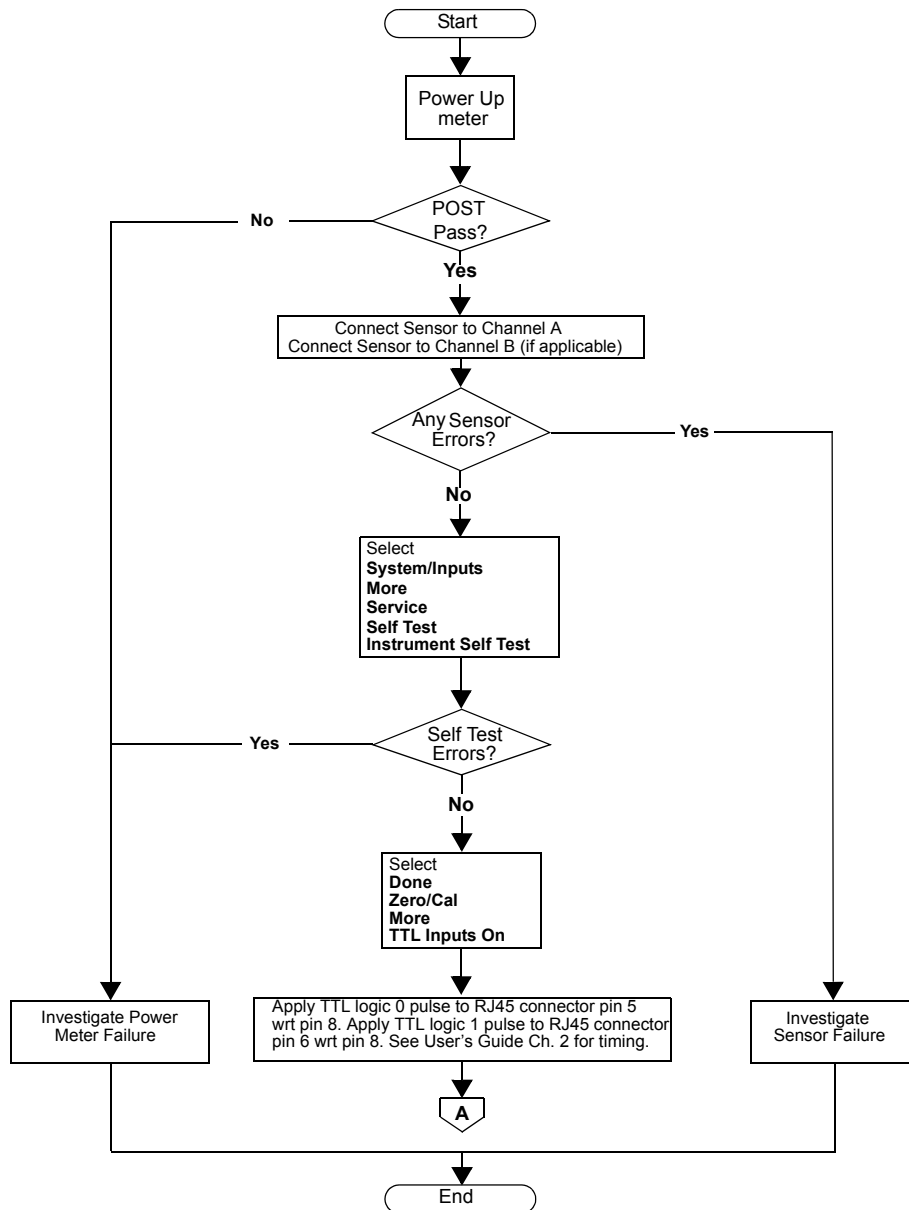 Start
Power Up
meter
POST
Pass?
No
Yes
Connect Sensor to Channel A
Connect Sensor to Channel B (if applicable)
Any Sensor
Errors?
Yes
No
Select
System/Inputs
More
Service
Self Test
Instrument Self Test
Self Test
Errors?
Yes
No
Select
Done
Zero/Cal
More
TTL Inputs On
Investigate Power
Meter Failure
Apply TTL logic 0 pulse to RJ45 connector pin 5
wrt pin 8. Apply TTL logic 1 pulse to RJ45 connector
pin 6 wrt pin 8. See User's Guide Ch. 2 for timing.
Investigate
Sensor Failure
A
End